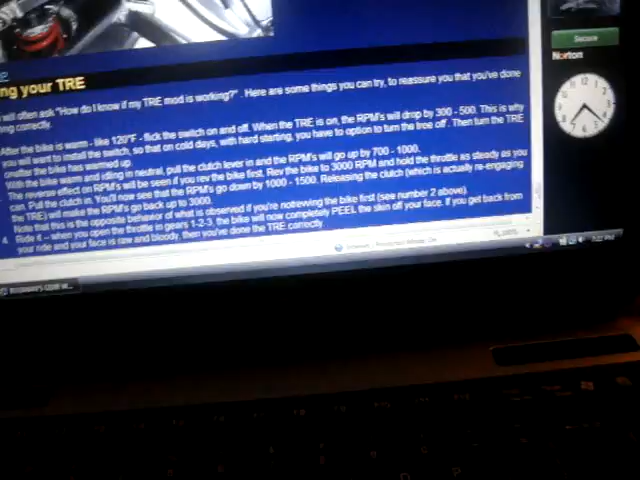 ing your TRE
will often ask "How do I know if my TRE mod is working?" . Here are some things you can try, to reassure you that you've done
ing correctly.
After the bike is warm - like 120°F - flick the switch on and off. When the TRE is on, the RPM's will drop by 300 - 500. This is why
you will want to install the switch, so that on cold days, with hard starting, you have to option to turn the tree off . Then turn the TRE
on after the bike has warmed up.
With the bike warm and idling in neutral, pull the clutch lever in and the RPM's will go up by 700 - 1000.
The reverse effect on RPM's will be seen if you rev the bike first. Rev the bike to 3000 RPM and hold the throttle as steady as you
can. Pull the clutch in. You'll now see that the RPM's go down by 1000 - 1500. Releasing the clutch (which is actually re-engaging
the TRE) will make the RPM's go back up to 3000.
Note that this is the opposite behavior of what is observed if you're not revving the bike first (see number 2 above).
4. Ride it – when you open the throttle in gears 1-2-3, the bike will now completely PEEL the skin off your face. If you get back from
your ride and your face is raw and bloody, then you've done the TRE correctly.
Secure
Norton